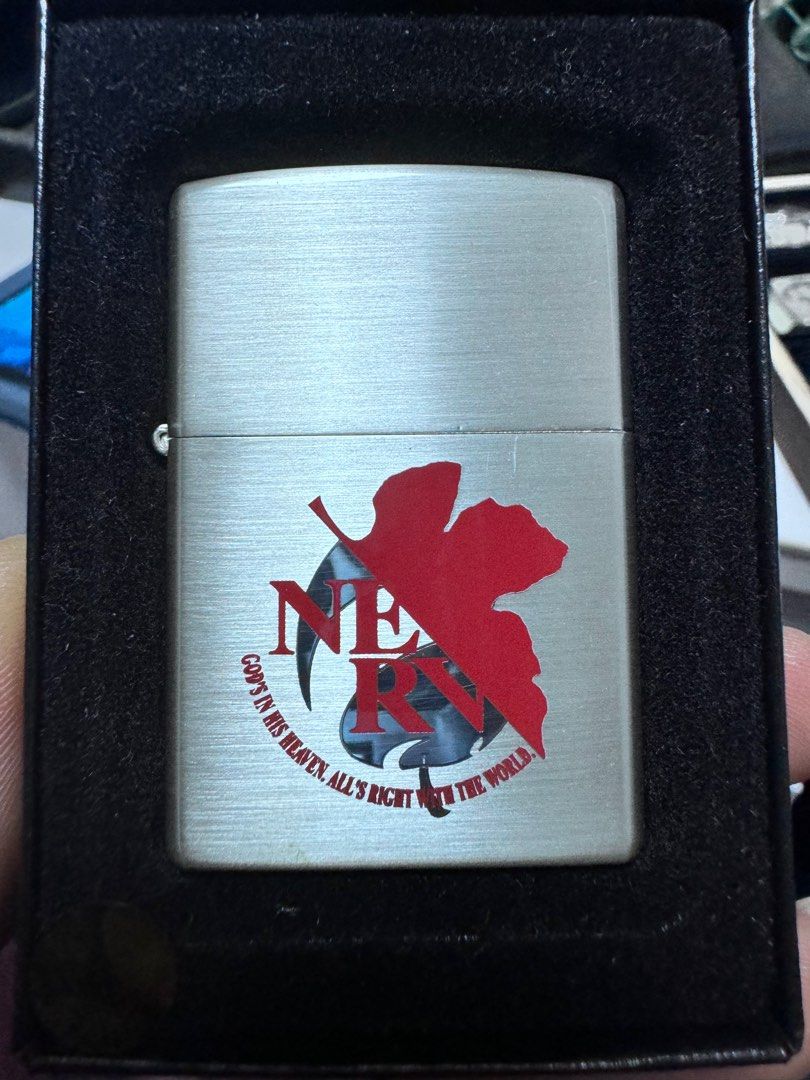 NE
RV
GOD'S IN HIS HEAVEN. ALL'S RIGHT WITH THE WORLD.